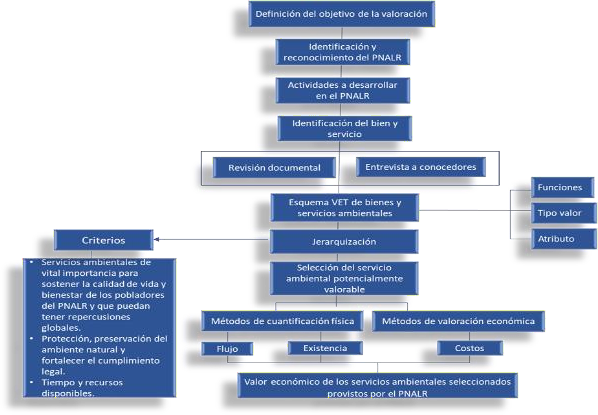 Definición del objetivo de la valoración
Identificación y
reconocimiento del PNALR
Actividades a desarrollar
en el PNALR
Identificación del bien y
servicio
Revisión documental
Entrevista a conocedores
Esquema VET de bienes y
servicios ambientales
Funciones
Tipo valor
Atributo
Jerarquización
Criterios
• Servicios ambientales de
vital importancia para
sostener la calidad de vida y
bienestar de los pobladores
del PNALR y que puedan
tener repercusiones
globales.
• Protección, preservación del
ambiente natural y
fortalecer el cumplimiento
legal.
• Tiempo y recursos
disponibles.
Selección del servicio
ambiental potencialmente
valorable
Métodos de cuantificación física
Métodos de valoración económica
Flujo
Existencia
Costos
Valor económico de los servicios ambientales seleccionados
provistos por el PNALR